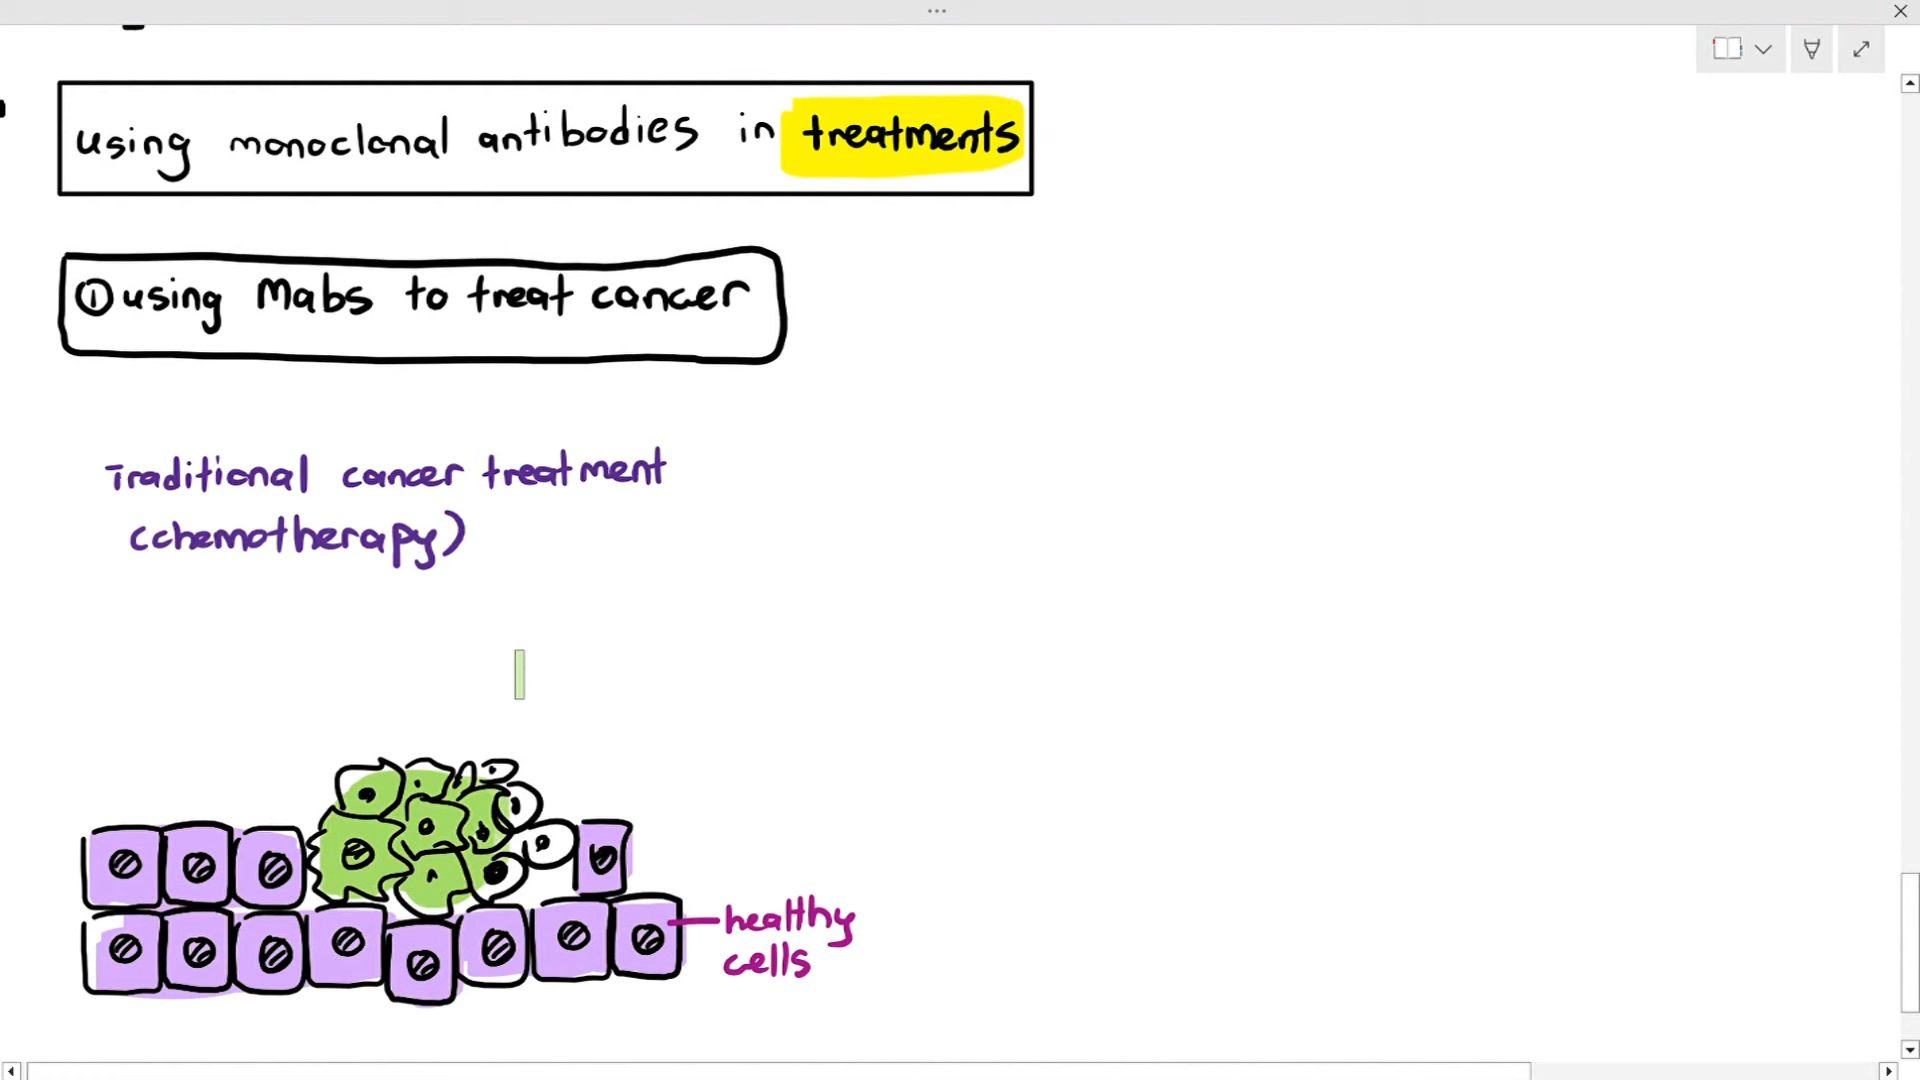 using monoclonal antibodies in treatments
① using Mabs to treat cancer
Traditional cancer treatment
(chemotherapy)
healthy
cells